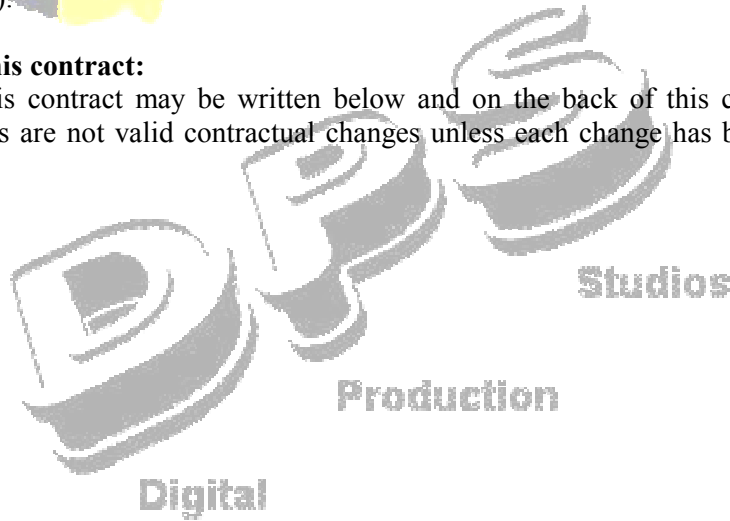 ).
his contract:
is contract may be written below and on the back of this c
s are not valid contractual changes unless each change has b
DPS
Studios
Production
Digital